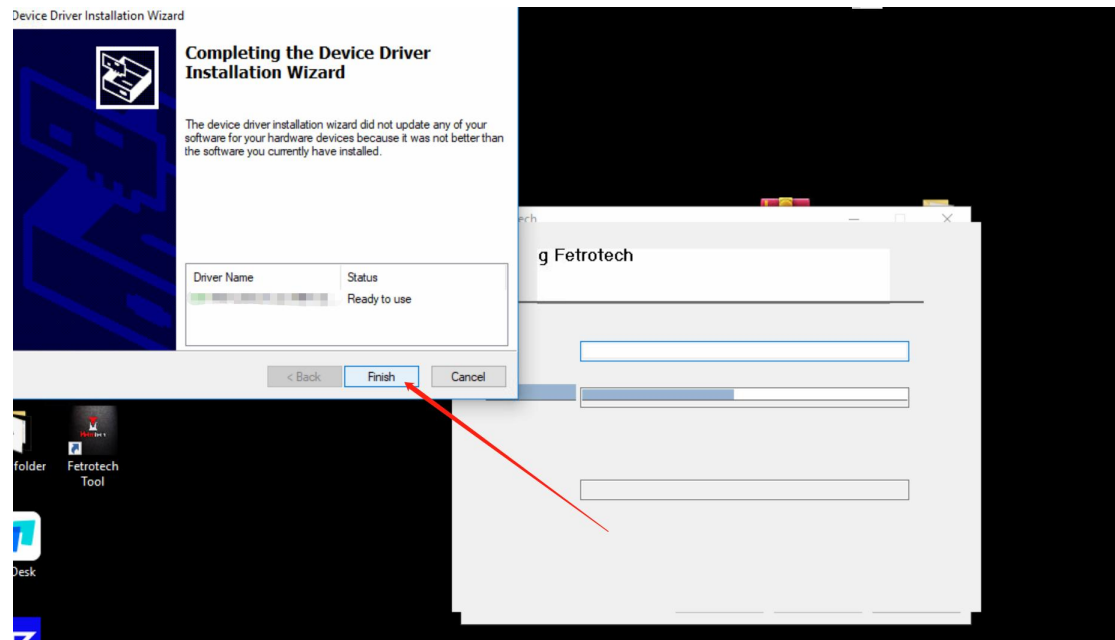 Device Driver Installation Wizard
Completing the Device Driver
Installation Wizard
The device driver installation wizard did not update any of your
software for your hardware devices because it was not better than
the software you currently have installed.
Driver Name Status
Ready to use
< Back Finish Cancel
ech
g Fetrotech
folder
Fetrotech
Tool
Desk